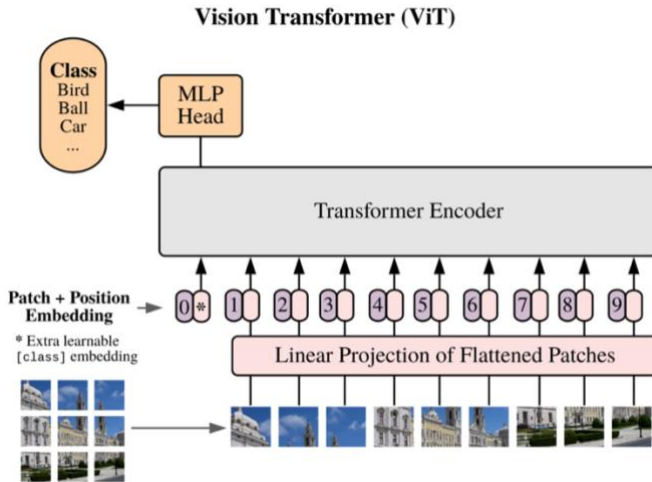 Vision Transformer (ViT)
Class
Bird
Ball
Car
...
MLP
Head
Transformer Encoder
Patch + Position
Embedding
0 * 1 2 3 4 5 6 7 8 9
* Extra learnable
[class] embedding
Linear Projection of Flattened Patches